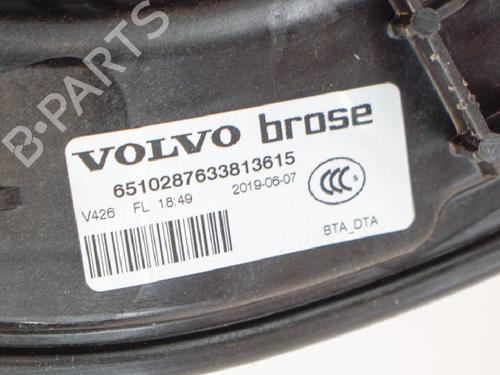 B-PARTS
VOLVO brose
6510287633813615
V426 FL 18:49 2019-06-07
CCC S
BTA_DTA